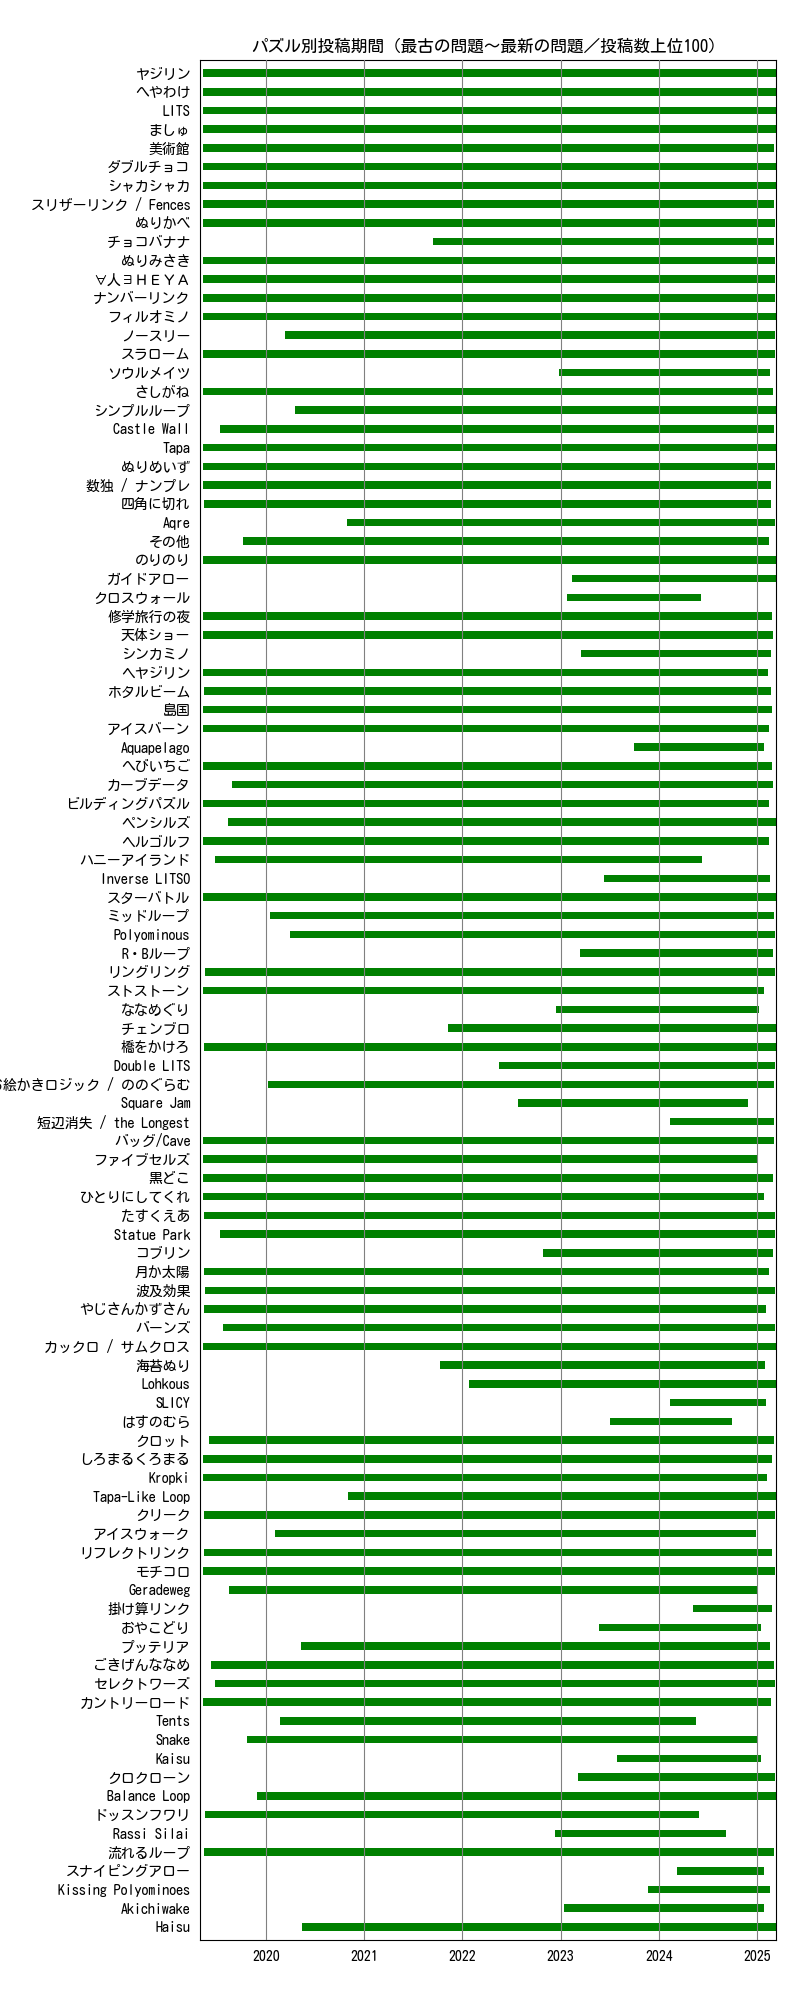 パズル別投稿期間（最古の問題～最新の問題／投稿数上位100）
ヤジリン
へやわけ
LITS
ましゅ
美術館
ダブルチョコ
シャカシャカ
スリザーリンク / Fences
ぬりかべ
チョコバナナ
ぬりみさき
∀人∃ＨＥＹＡ
ナンバーリンク
フィルオミノ
ノースリー
スラローム
ソウルメイツ
さしがね
シンプルループ
Castle Wall
Tapa
ぬりめいず
数独 / ナンプレ
四角に切れ
Aqre
その他
のりのり
ガイドアロー
クロスウォール
修学旅行の夜
天体ショー
シンカミノ
ヘヤジリン
ホタルビーム
島国
アイスバーン
Aquapelago
へびいちご
カーブデータ
ビルディングパズル
ペンシルズ
ヘルゴルフ
ハニーアイランド
Inverse LITSO
スターバトル
ミッドループ
Polyominous
R・Bループ
リングリング
ストストーン
ななめぐり
チェンブロ
橋をかけろ
Double LITS
絵かきロジック / ののぐらむ
Square Jam
短辺消失 / the Longest
バッグ/Cave
ファイブセルズ
黒どこ
ひとりにしてくれ
たすくえあ
Statue Park
コブリン
月か太陽
波及効果
やじさんかずさん
バーンズ
カックロ / サムクロス
海苔ぬり
Lohkous
SLICY
はすのむら
クロット
しろまるくろまる
Kropki
Tapa-Like Loop
クリーク
アイスウォーク
リフレクトリンク
モチコロ
Geradeweg
掛け算リンク
おやこどり
プッテリア
ごきげんななめ
セレクトワーズ
カントリーロード
Tents
Snake
Kaisu
クロクローン
Balance Loop
ドッスンフワリ
Rassi Silai
流れるループ
スナイピングアロー
Kissing Polyominoes
Akichiwake
Haisu
2020 2021 2022 2023 2024 2025